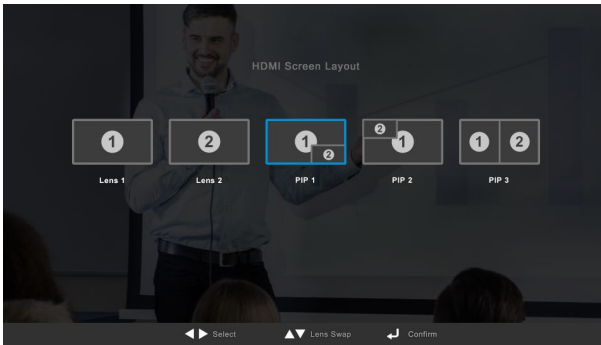 HDMI Screen Layout
1 2 1 2 2 1 1 2
Lens 1 Lens 2 PIP 1 PIP 2 PIP 3
Select Lens Swap Confirm